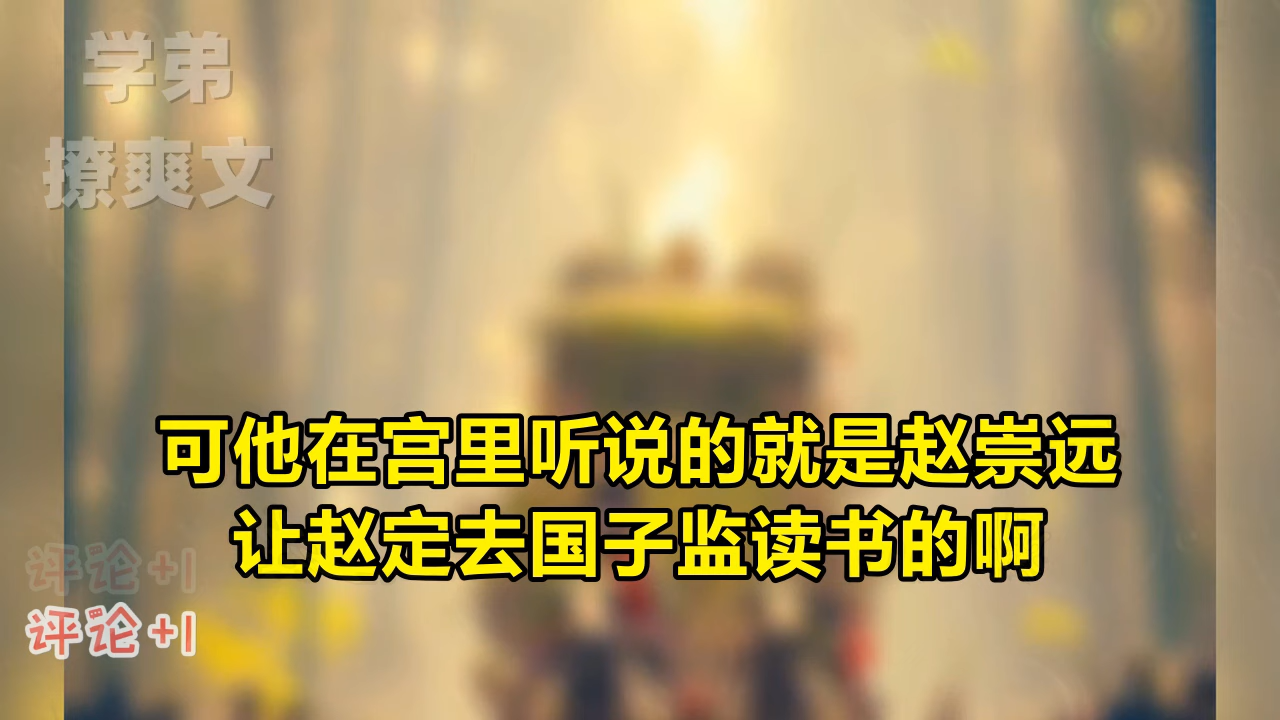 学弟
撩爽文
可他在宫里听说的就是赵崇远
让赵定去国子监读书的啊
评论+1
评论+1